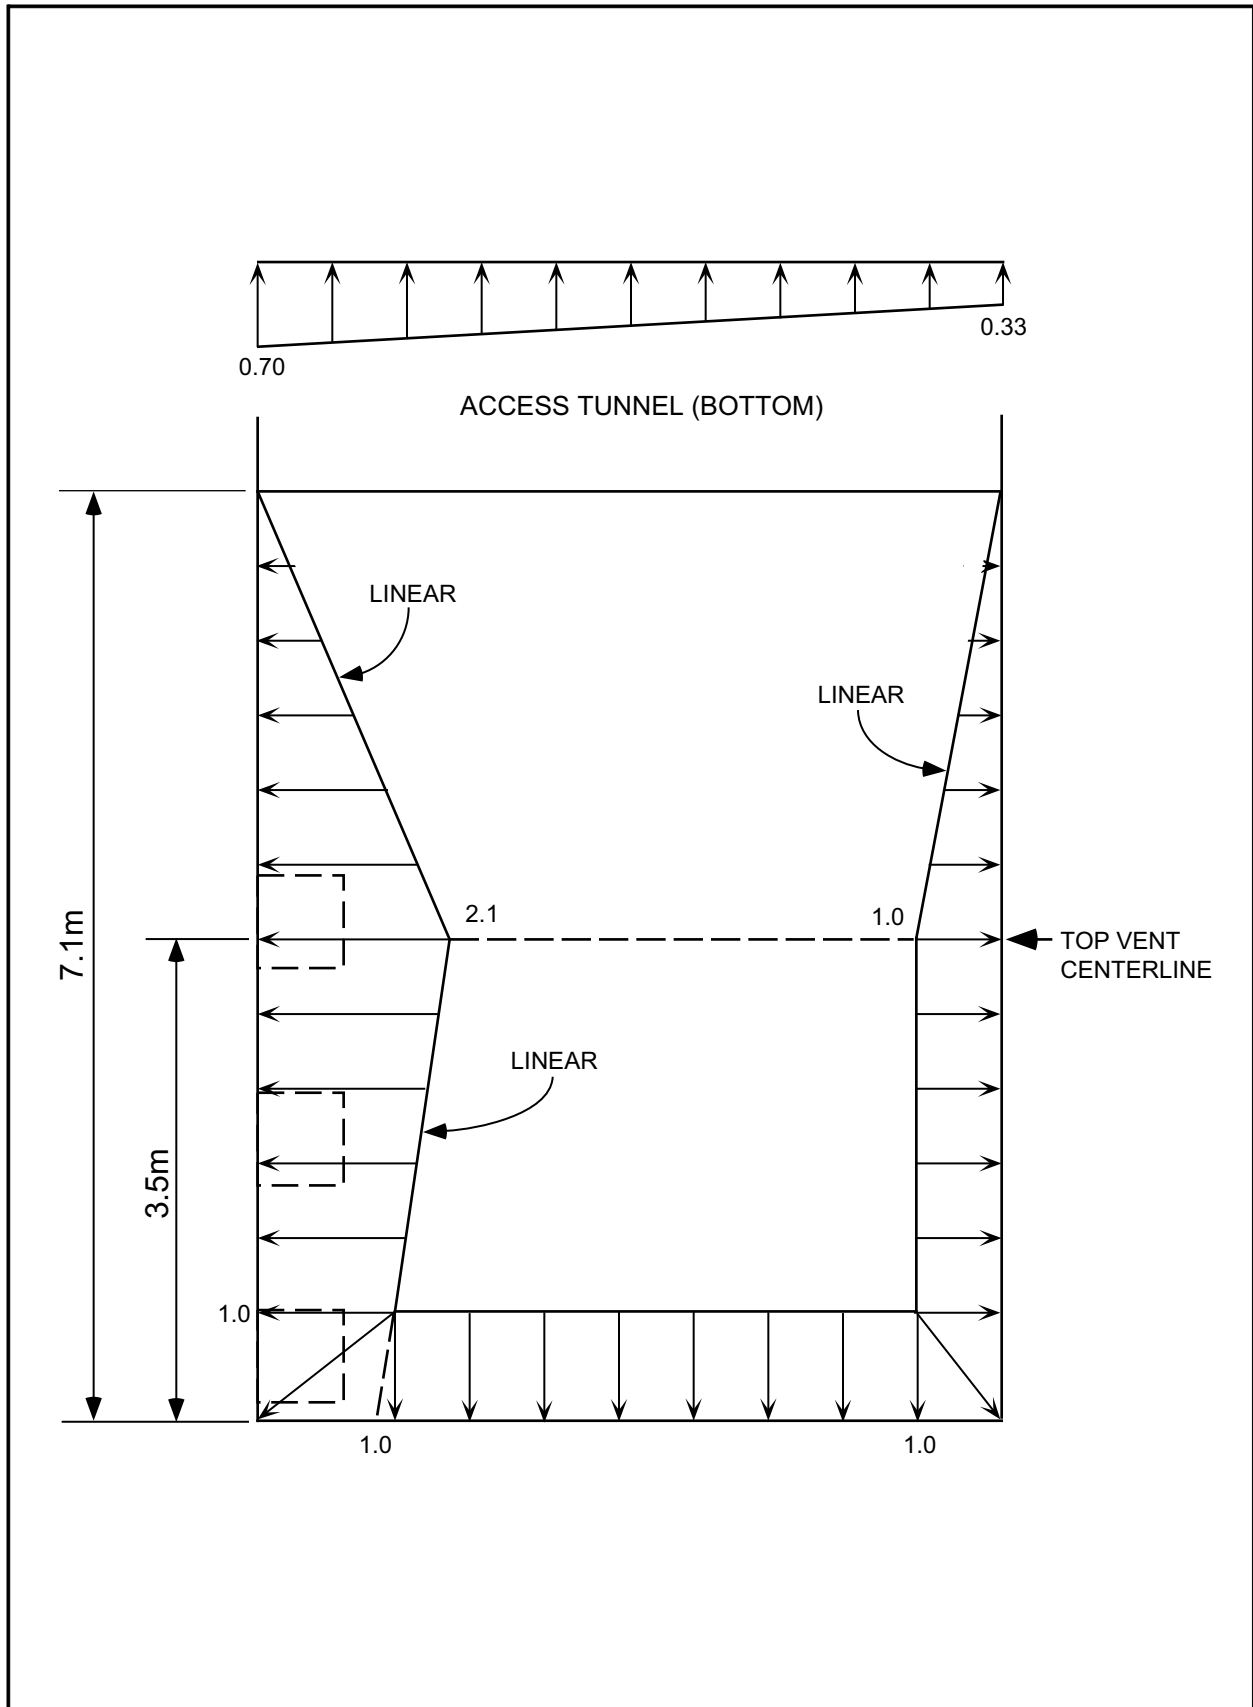 0.70
0.33
ACCESS TUNNEL (BOTTOM)
LINEAR
LINEAR
2.1
1.0
TOP VENT
CENTERLINE
7.1m
LINEAR
3.5m
1.0
1.0
1.0